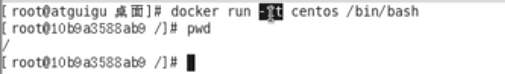 [root@atguigu 桌面]# docker run -it centos /bin/bash
[root@10b9a3588ab9 /]# pwd
/
[root@10b9a3588ab9 /]#